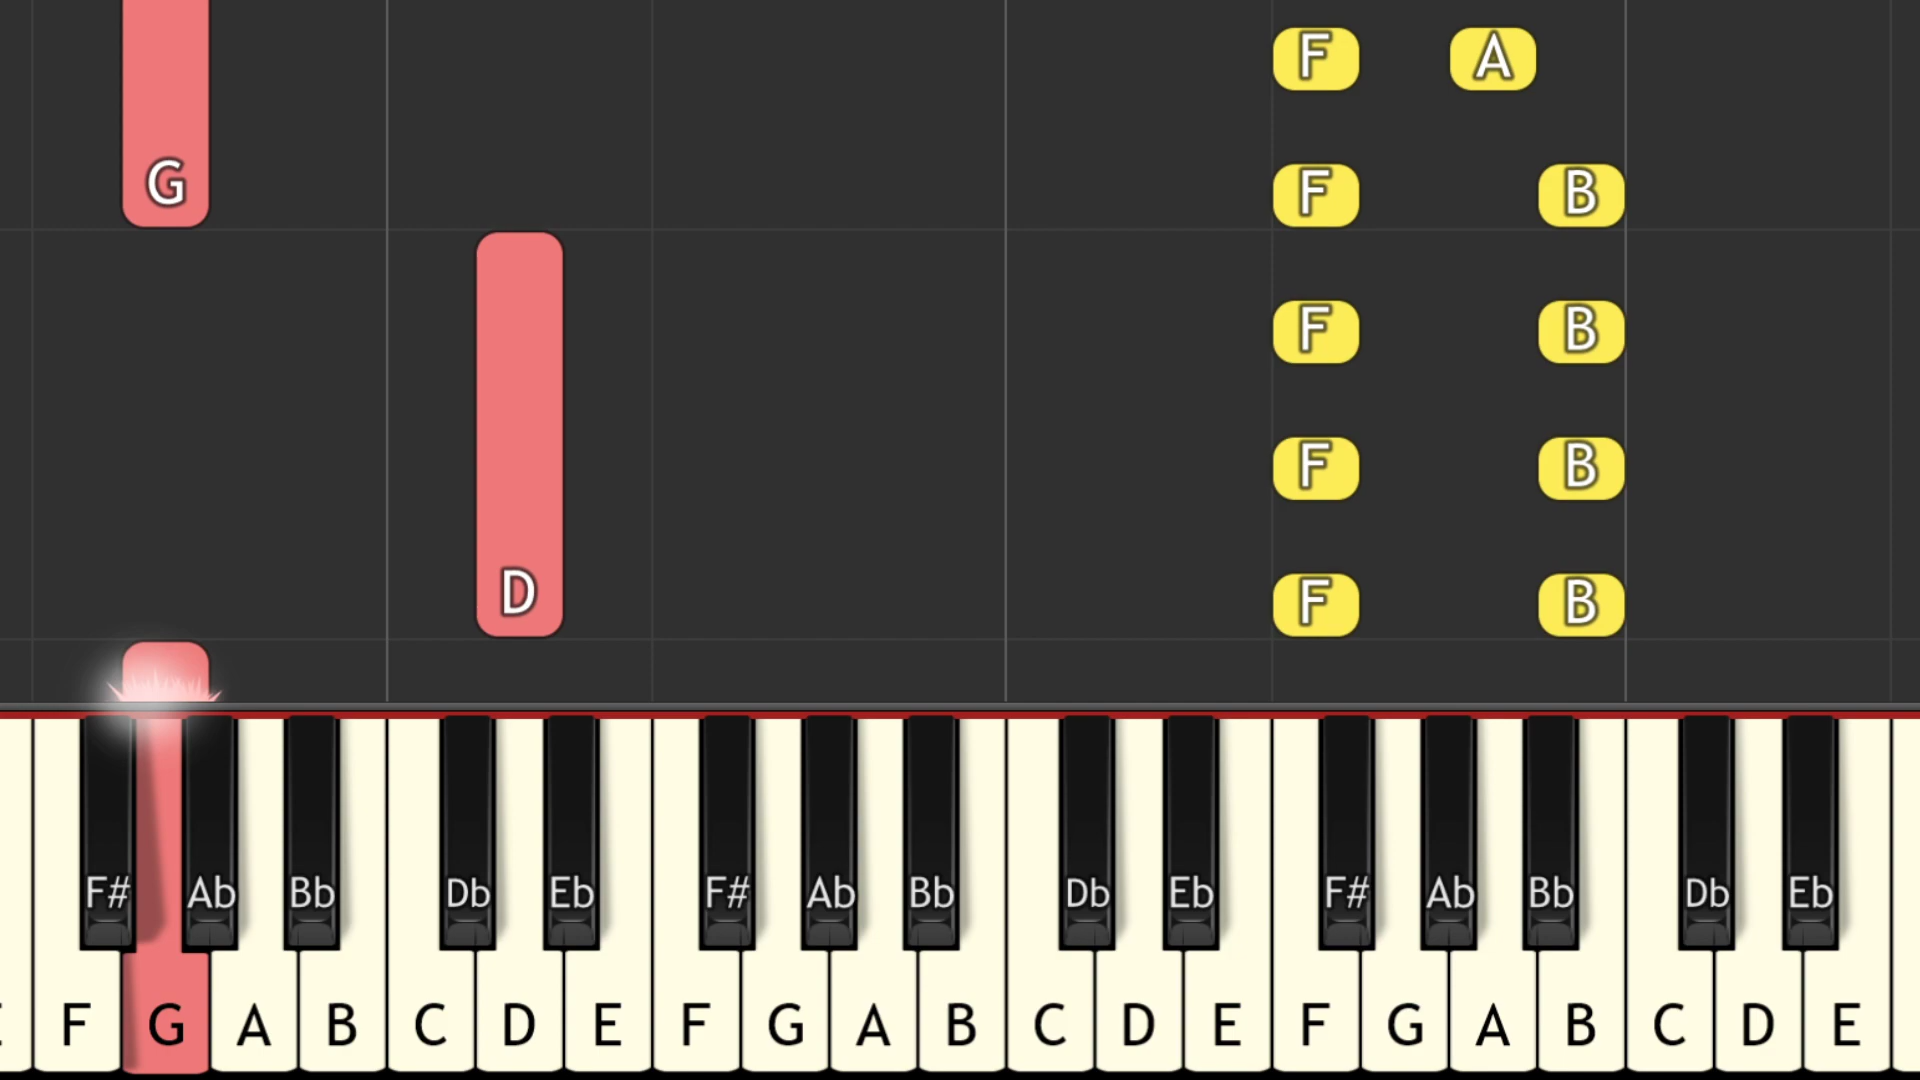 F A
G
F B
F B
F B
D
F B
F# Ab Bb Db Eb F# Ab Bb Db Eb F# Ab Bb Db Eb
F G A B C D E F G A B C D E F G A B C D E